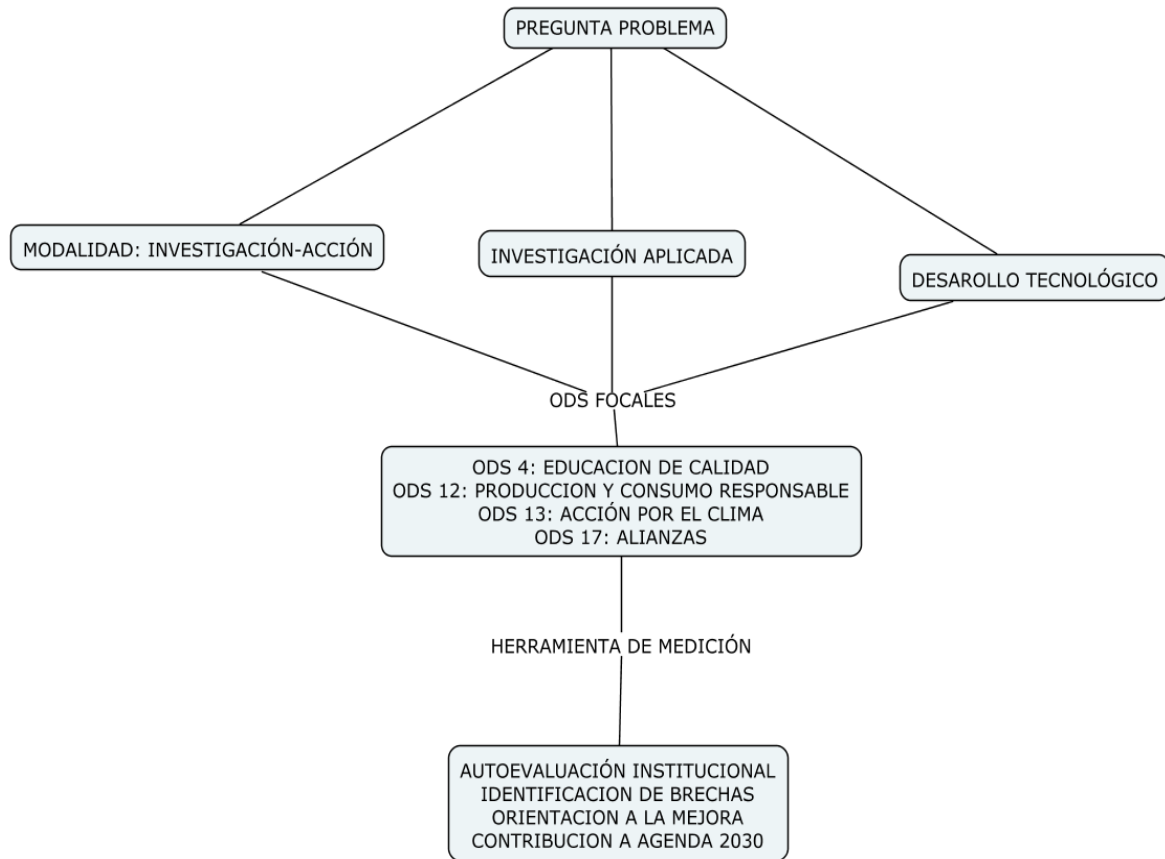 PREGUNTA PROBLEMA
MODALIDAD: INVESTIGACIÓN-ACCIÓN
INVESTIGACIÓN APLICADA
DESAROLLO TECNOLÓGICO
ODS FOCALES
ODS 4: EDUCACION DE CALIDAD
ODS 12: PRODUCCION Y CONSUMO RESPONSABLE
ODS 13: ACCIÓN POR EL CLIMA
ODS 17: ALIANZAS
HERRAMIENTA DE MEDICIÓN
AUTOEVALUACIÓN INSTITUCIONAL
IDENTIFICACION DE BRECHAS
ORIENTACION A LA MEJORA
CONTRIBUCION A AGENDA 2030